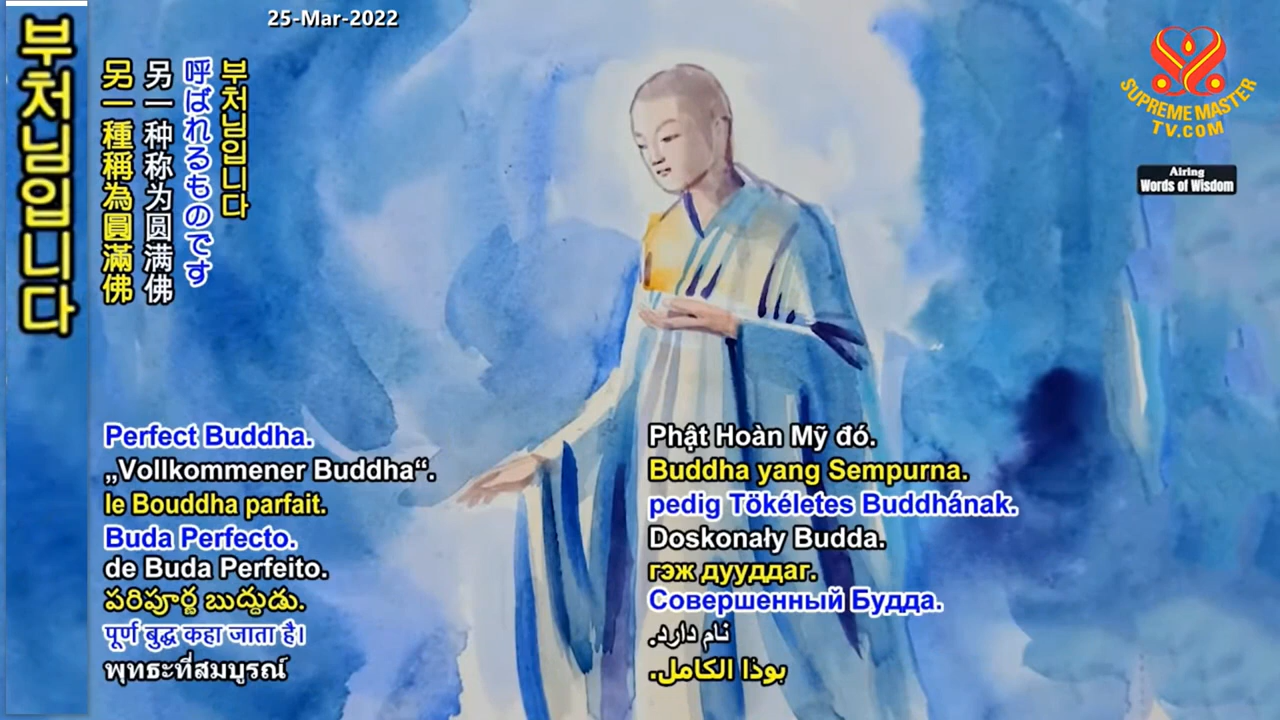 25-Mar-2022
부처님입니다
부처님입니다
呼ばれるものです
另一种称为圆满佛
另一種稱為圓滿佛
SUPREME MASTER
TV.COM
Airing
Words of Wisdom
Perfect Buddha.
„Vollkommener Buddha“.
le Bouddha parfait.
Buda Perfecto.
de Buda Perfeito.
పరిపూర్ణ బుద్ధుడు.
पूर्ण बुद्ध कहा जाता है।
พุทธะที่สมบูรณ์
Phật Hoàn Mỹ đó.
Buddha yang Sempurna.
pedig Tökéletes Buddhának.
Doskonały Budda.
гэж дууддаг.
Совершенный Будда.
نام دارد.
بوذا الكامل.